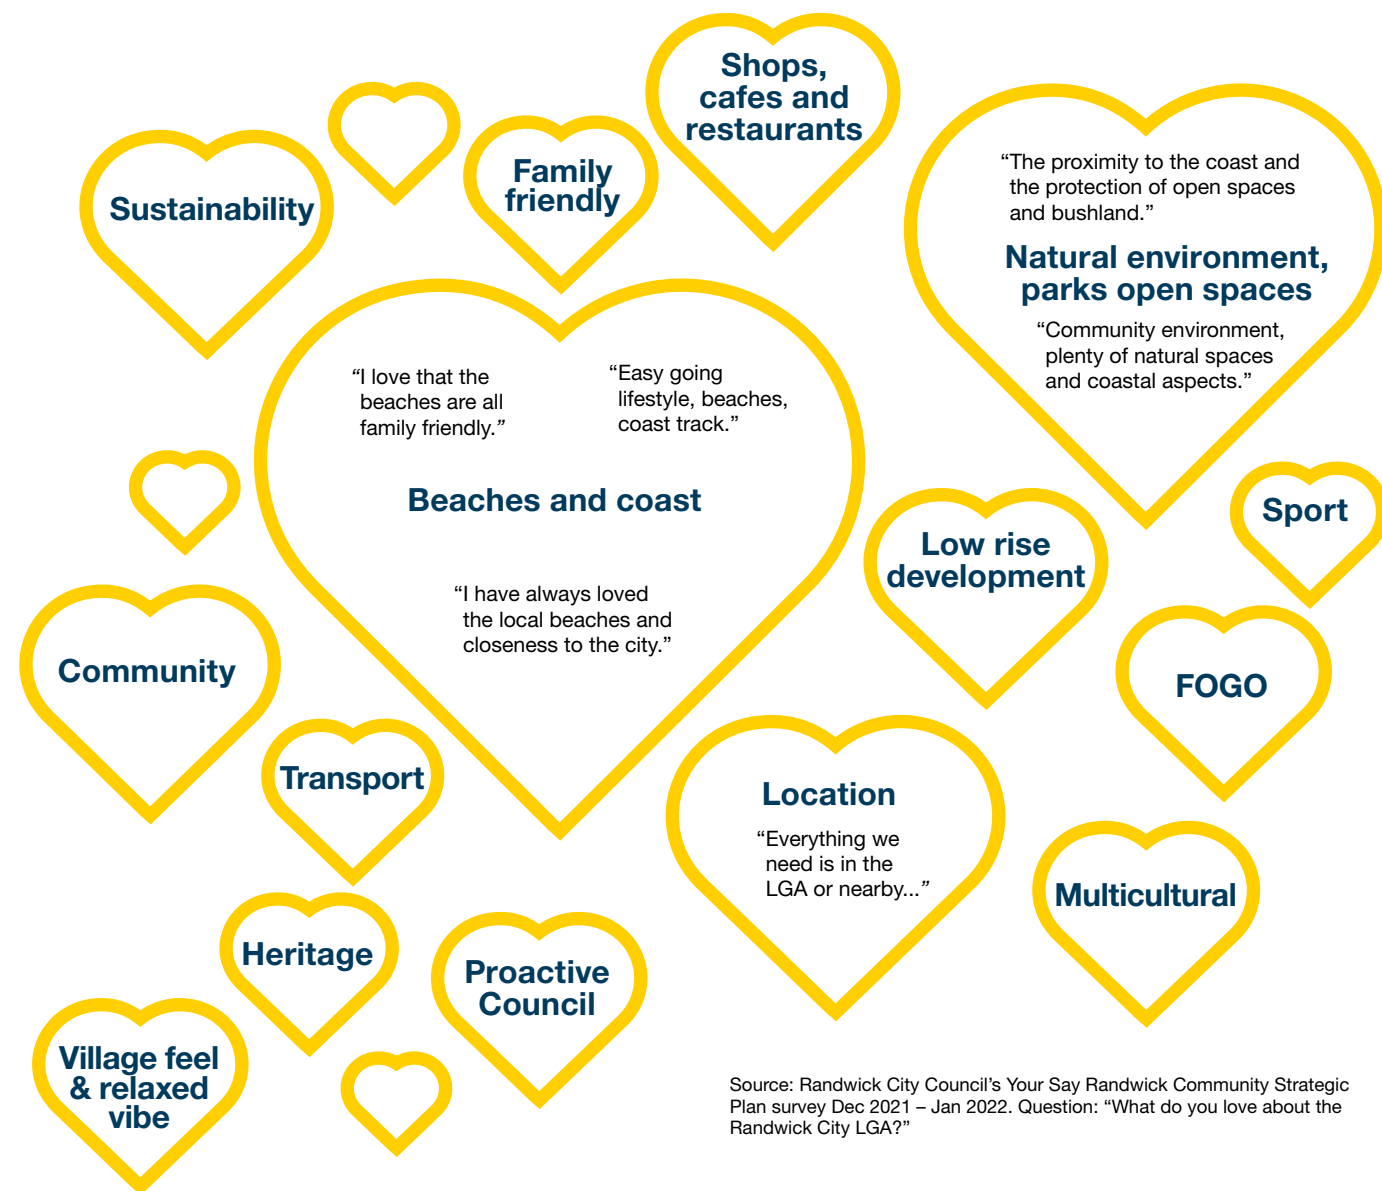 Shops,
cafes and
restaurants
Family
friendly
Sustainability
“The proximity to the coast and
the protection of open spaces
and bushland.”
Natural environment,
parks open spaces
“Community environment,
plenty of natural spaces
and coastal aspects.”
“I love that the
beaches are all
family friendly.”
“Easy going
lifestyle, beaches,
coast track.”
Beaches and coast
“I have always loved
the local beaches and
closeness to the city.”
Sport
Low rise
development
Community
FOGO
Transport
Location
“Everything we
need is in the
LGA or nearby...”
Multicultural
Heritage
Proactive
Council
Village feel
& relaxed
vibe
Source: Randwick City Council’s Your Say Randwick Community Strategic
Plan survey Dec 2021 – Jan 2022. Question: “What do you love about the
Randwick City LGA?”